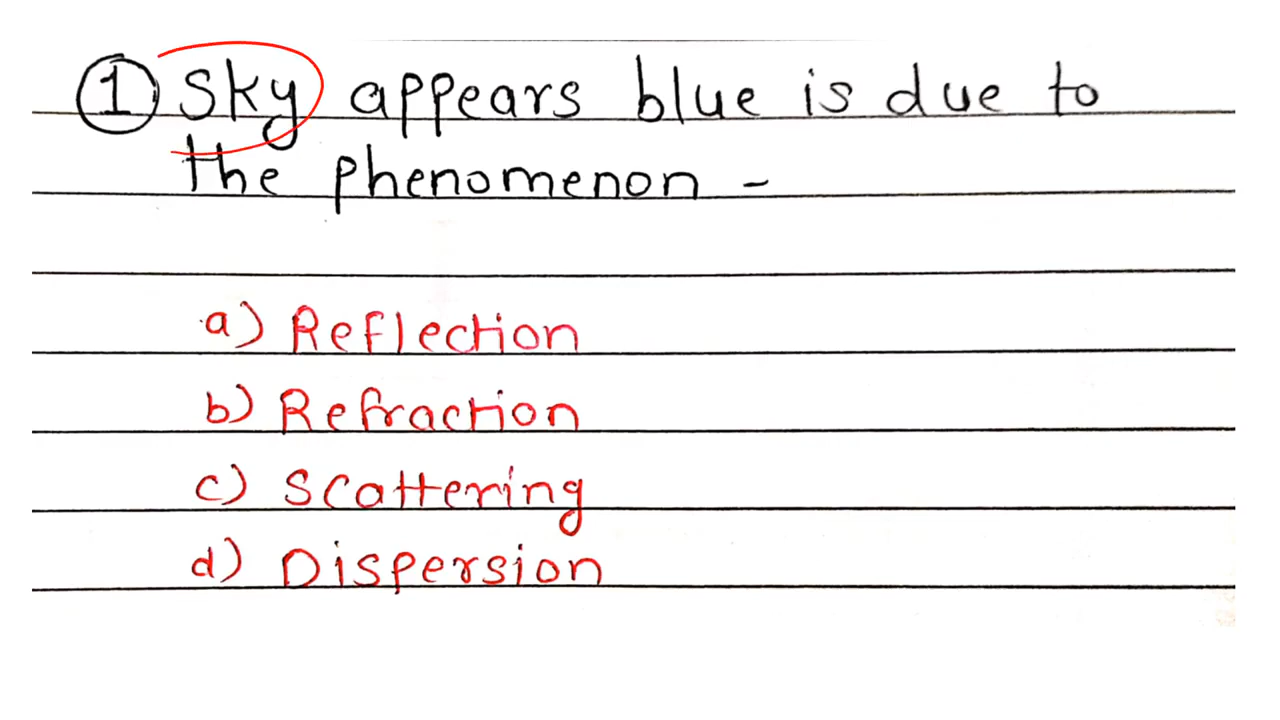 ① Sky appears blue is due to
the phenomenon -
a) Reflection
b) Refraction
c) Scattering
d) Dispersion